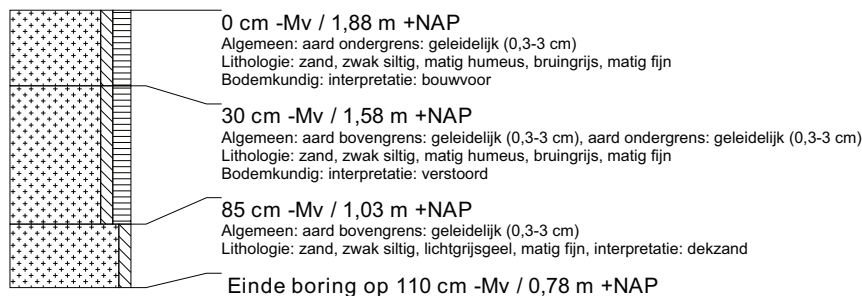 0 cm -Mv / 1,88 m +NAP
Algemeen: aard ondergrens: geleidelijk (0,3-3 cm)
Lithologie: zand, zwak siltig, matig humeus, bruingrijs, matig fijn
Bodemkundig: interpretatie: bouwvoor
30 cm -Mv / 1,58 m +NAP
Algemeen: aard bovengrens: geleidelijk (0,3-3 cm), aard ondergrens: geleidelijk (0,3-3 cm)
Lithologie: zand, zwak siltig, matig humeus, bruingrijs, matig fijn
Bodemkundig: interpretatie: verstoord
85 cm -Mv / 1,03 m +NAP
Algemeen: aard bovengrens: geleidelijk (0,3-3 cm)
Lithologie: zand, zwak siltig, lichtgrijsgeel, matig fijn, interpretatie: dekzand
Einde boring op 110 cm -Mv / 0,78 m +NAP